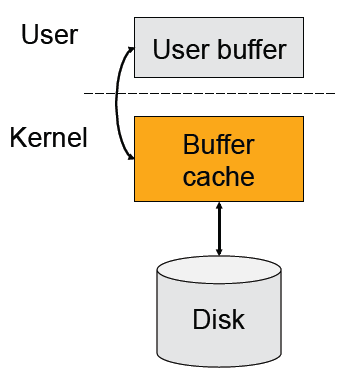 User
User buffer
Kernel
Buffer
cache
Disk